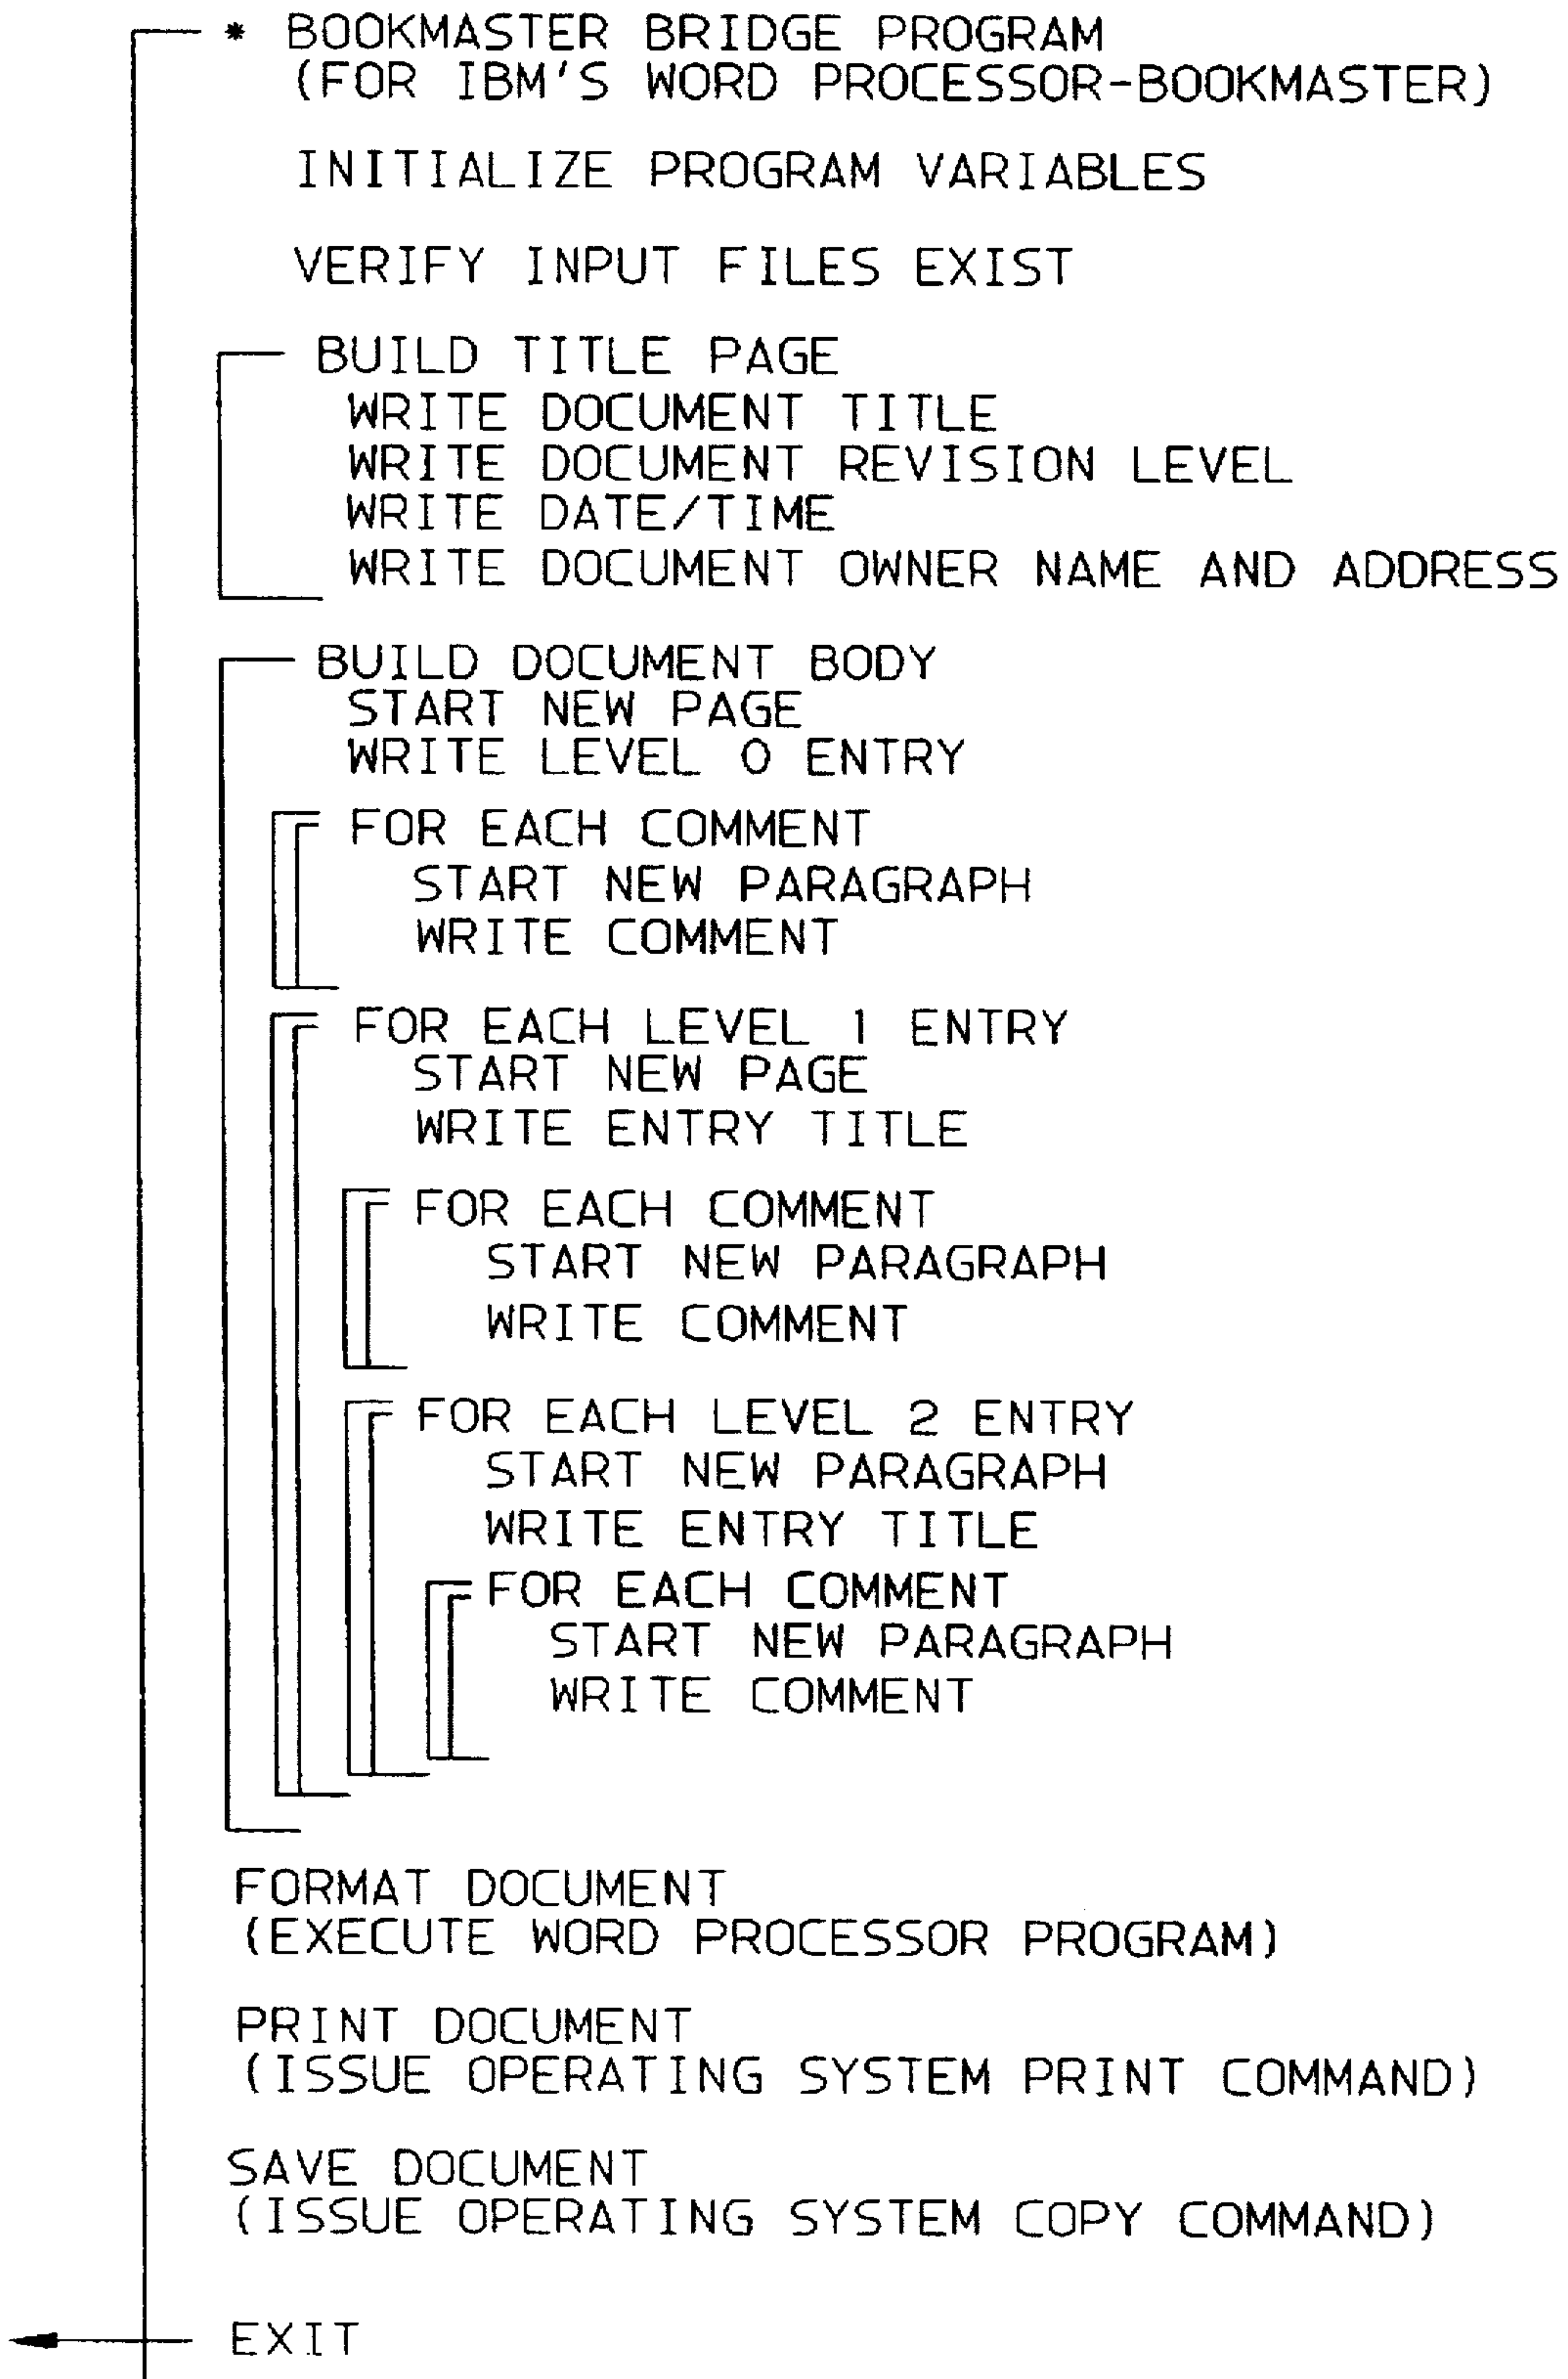 * BOOKMASTER BRIDGE PROGRAM
(FOR IBM'S WORD PROCESSOR-BOOKMASTER)
INITIALIZE PROGRAM VARIABLES
VERIFY INPUT FILES EXIST
BUILD TITLE PAGE
WRITE DOCUMENT TITLE
WRITE DOCUMENT REVISION LEVEL
WRITE DATE/TIME
WRITE DOCUMENT OWNER NAME AND ADDRESS
BUILD DOCUMENT BODY
START NEW PAGE
WRITE LEVEL 0 ENTRY
FOR EACH COMMENT
START NEW PARAGRAPH
WRITE COMMENT
FOR EACH LEVEL 1 ENTRY
START NEW PAGE
WRITE ENTRY TITLE
FOR EACH COMMENT
START NEW PARAGRAPH
WRITE COMMENT
FOR EACH LEVEL 2 ENTRY
START NEW PARAGRAPH
WRITE ENTRY TITLE
FOR EACH COMMENT
START NEW PARAGRAPH
WRITE COMMENT
FORMAT DOCUMENT
(EXECUTE WORD PROCESSOR PROGRAM)
PRINT DOCUMENT
(ISSUE OPERATING SYSTEM PRINT COMMAND)
SAVE DOCUMENT
(ISSUE OPERATING SYSTEM COPY COMMAND)
EXIT